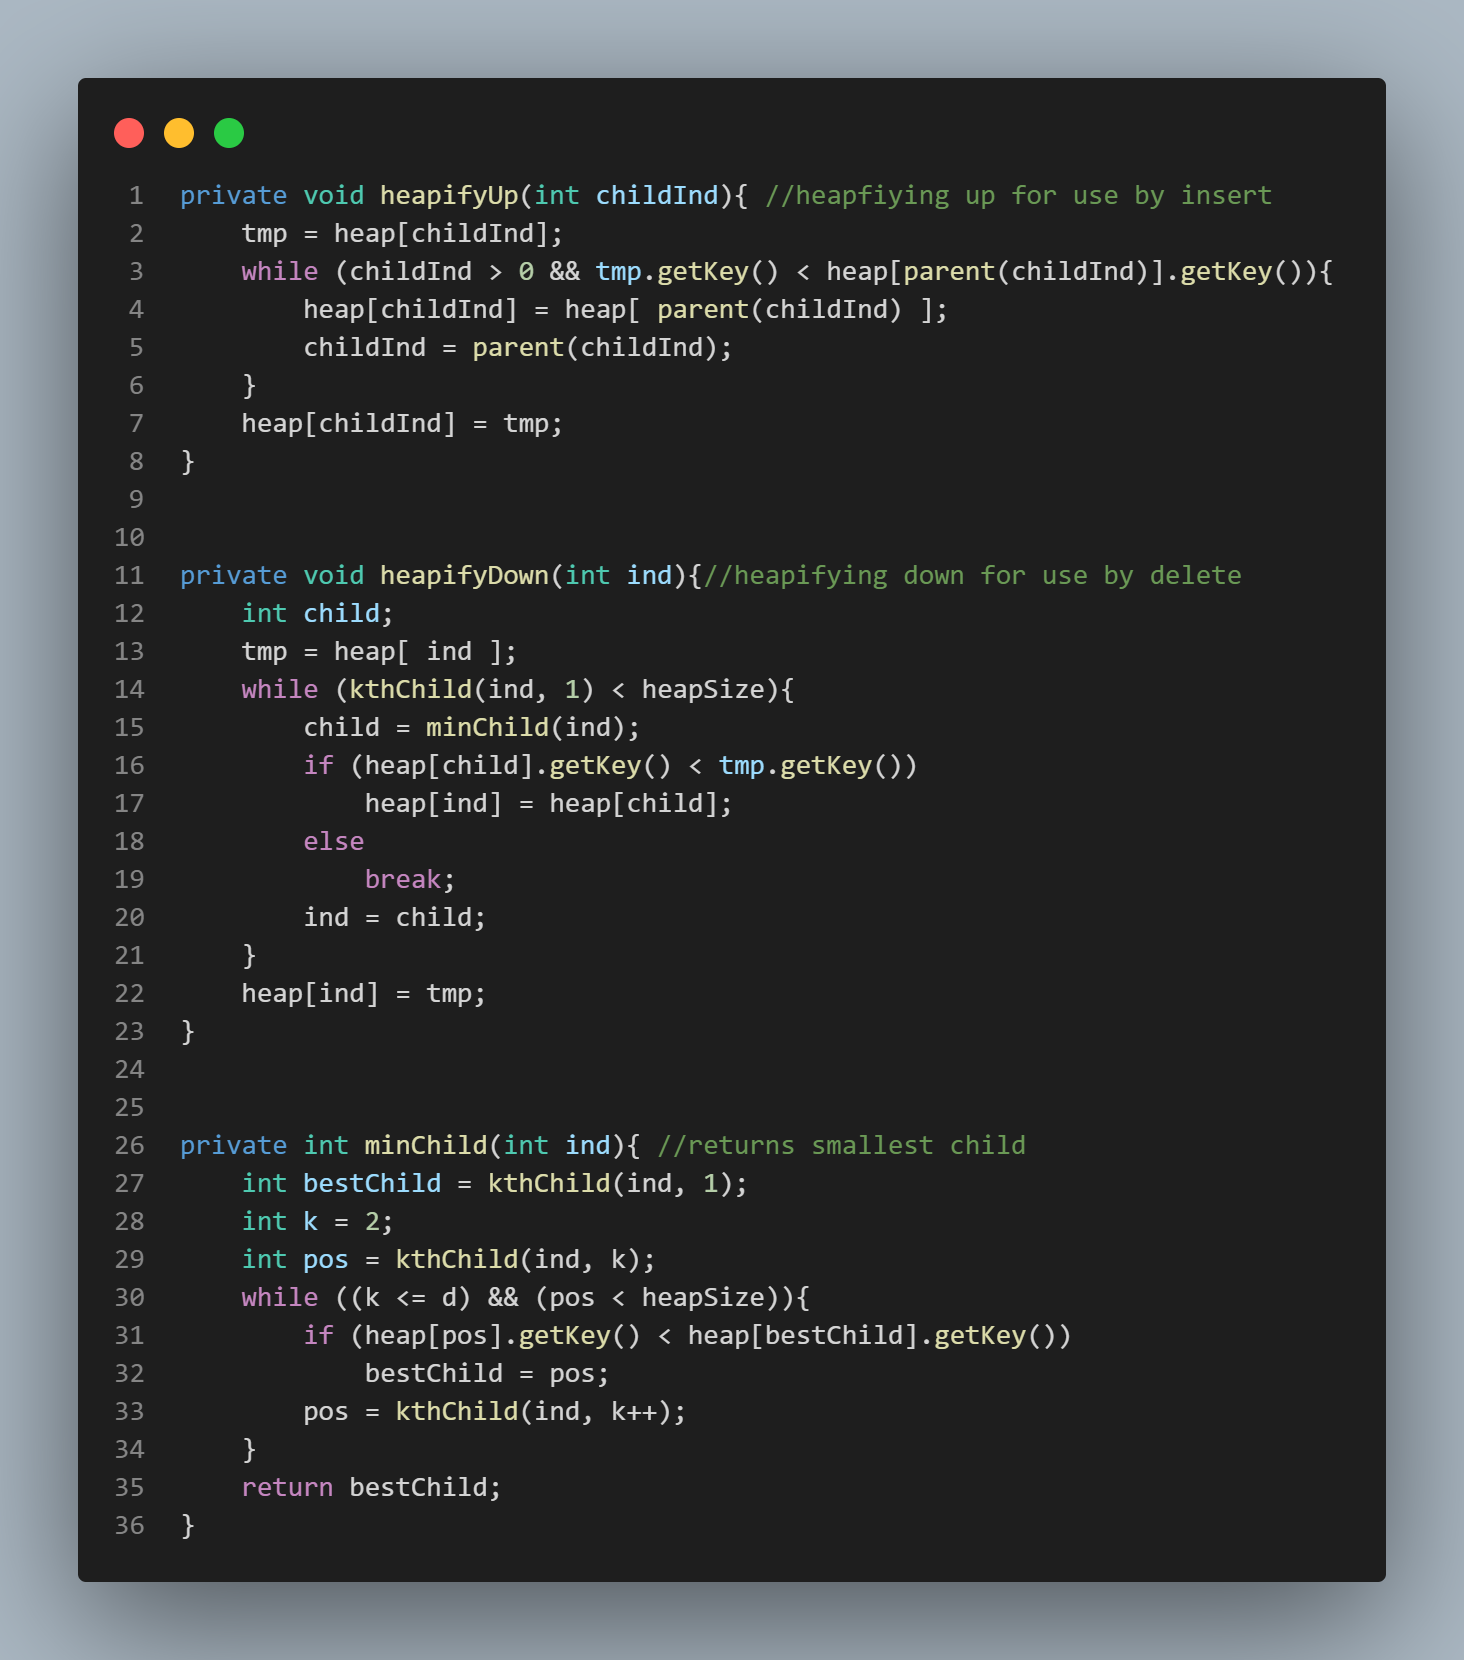 1 private void heapifyUp(int childInd){ //heapfiying up for use by insert
2     tmp = heap[childInd];
3     while (childInd > 0 && tmp.getKey() < heap[parent(childInd)].getKey()){
4         heap[childInd] = heap[ parent(childInd) ];
5         childInd = parent(childInd);
6     }
7     heap[childInd] = tmp;
8 }
9
10
11 private void heapifyDown(int ind){//heapifying down for use by delete
12     int child;
13     tmp = heap[ ind ];
14     while (kthChild(ind, 1) < heapSize){
15         child = minChild(ind);
16         if (heap[child].getKey() < tmp.getKey())
17             heap[ind] = heap[child];
18         else
19             break;
20         ind = child;
21     }
22     heap[ind] = tmp;
23 }
24
25
26 private int minChild(int ind){ //returns smallest child
27     int bestChild = kthChild(ind, 1);
28     int k = 2;
29     int pos = kthChild(ind, k);
30     while ((k <= d) && (pos < heapSize)){
31         if (heap[pos].getKey() < heap[bestChild].getKey())
32             bestChild = pos;
33         pos = kthChild(ind, k++);
34     }
35     return bestChild;
36 }